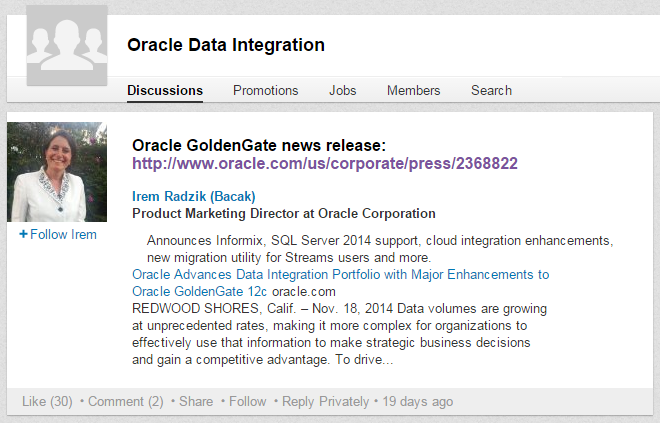 Oracle Data Integration
Discussions Promotions Jobs Members Search
Oracle GoldenGate news release:
http://www.oracle.com/us/corporate/press/2368822
Irem Radzik (Bacak)
Product Marketing Director at Oracle Corporation
+ Follow Irem
Announces Informix, SQL Server 2014 support, cloud integration enhancements,
new migration utility for Streams users and more.
Oracle Advances Data Integration Portfolio with Major Enhancements to
Oracle GoldenGate 12c oracle.com
REDWOOD SHORES, Calif. – Nov. 18, 2014 Data volumes are growing
at unprecedented rates, making it more complex for organizations to
effectively use that information to make strategic business decisions
and gain a competitive advantage. To drive...
Like (30) • Comment (2) • Share • Follow • Reply Privately • 19 days ago